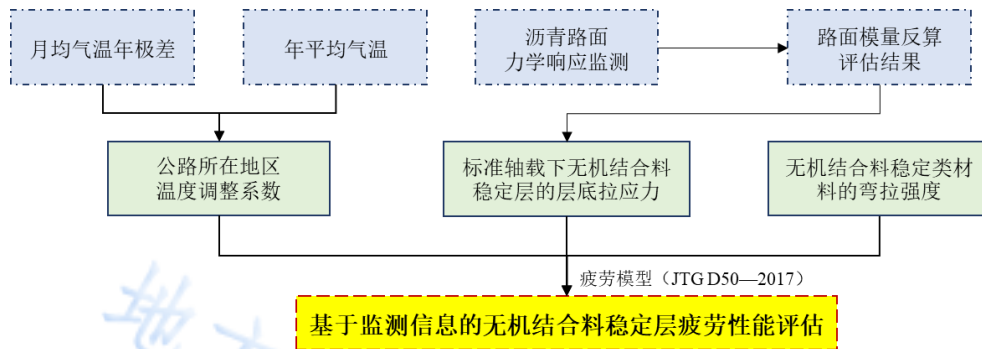 月均气温年极差
年平均气温
沥青路面
力学响应监测
路面模量反算
评估结果
公路所在地区
温度调整系数
标准轴载下无机结合料
稳定层的层底拉应力
无机结合料稳定类材
料的弯拉强度
疲劳模型（JTG D50—2017）
基于监测信息的无机结合料稳定层疲劳性能评估